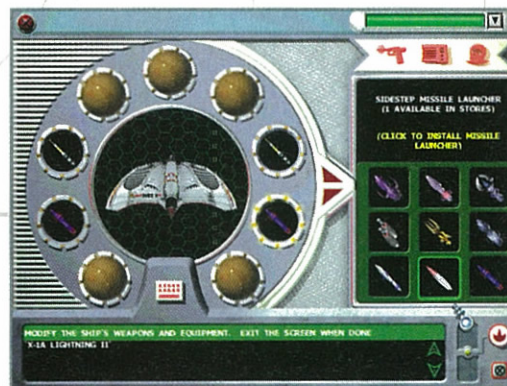 SIDESTEP MISSILE LAUNCHER
(1 AVAILABLE IN STORES)
(CLICK TO INSTALL MISSILE
LAUNCHER)
MODIFY THE SHIP'S WEAPONS AND EQUIPMENT. EXIT THE SCREEN WHEN DONE
X-1A LIGHTNING II